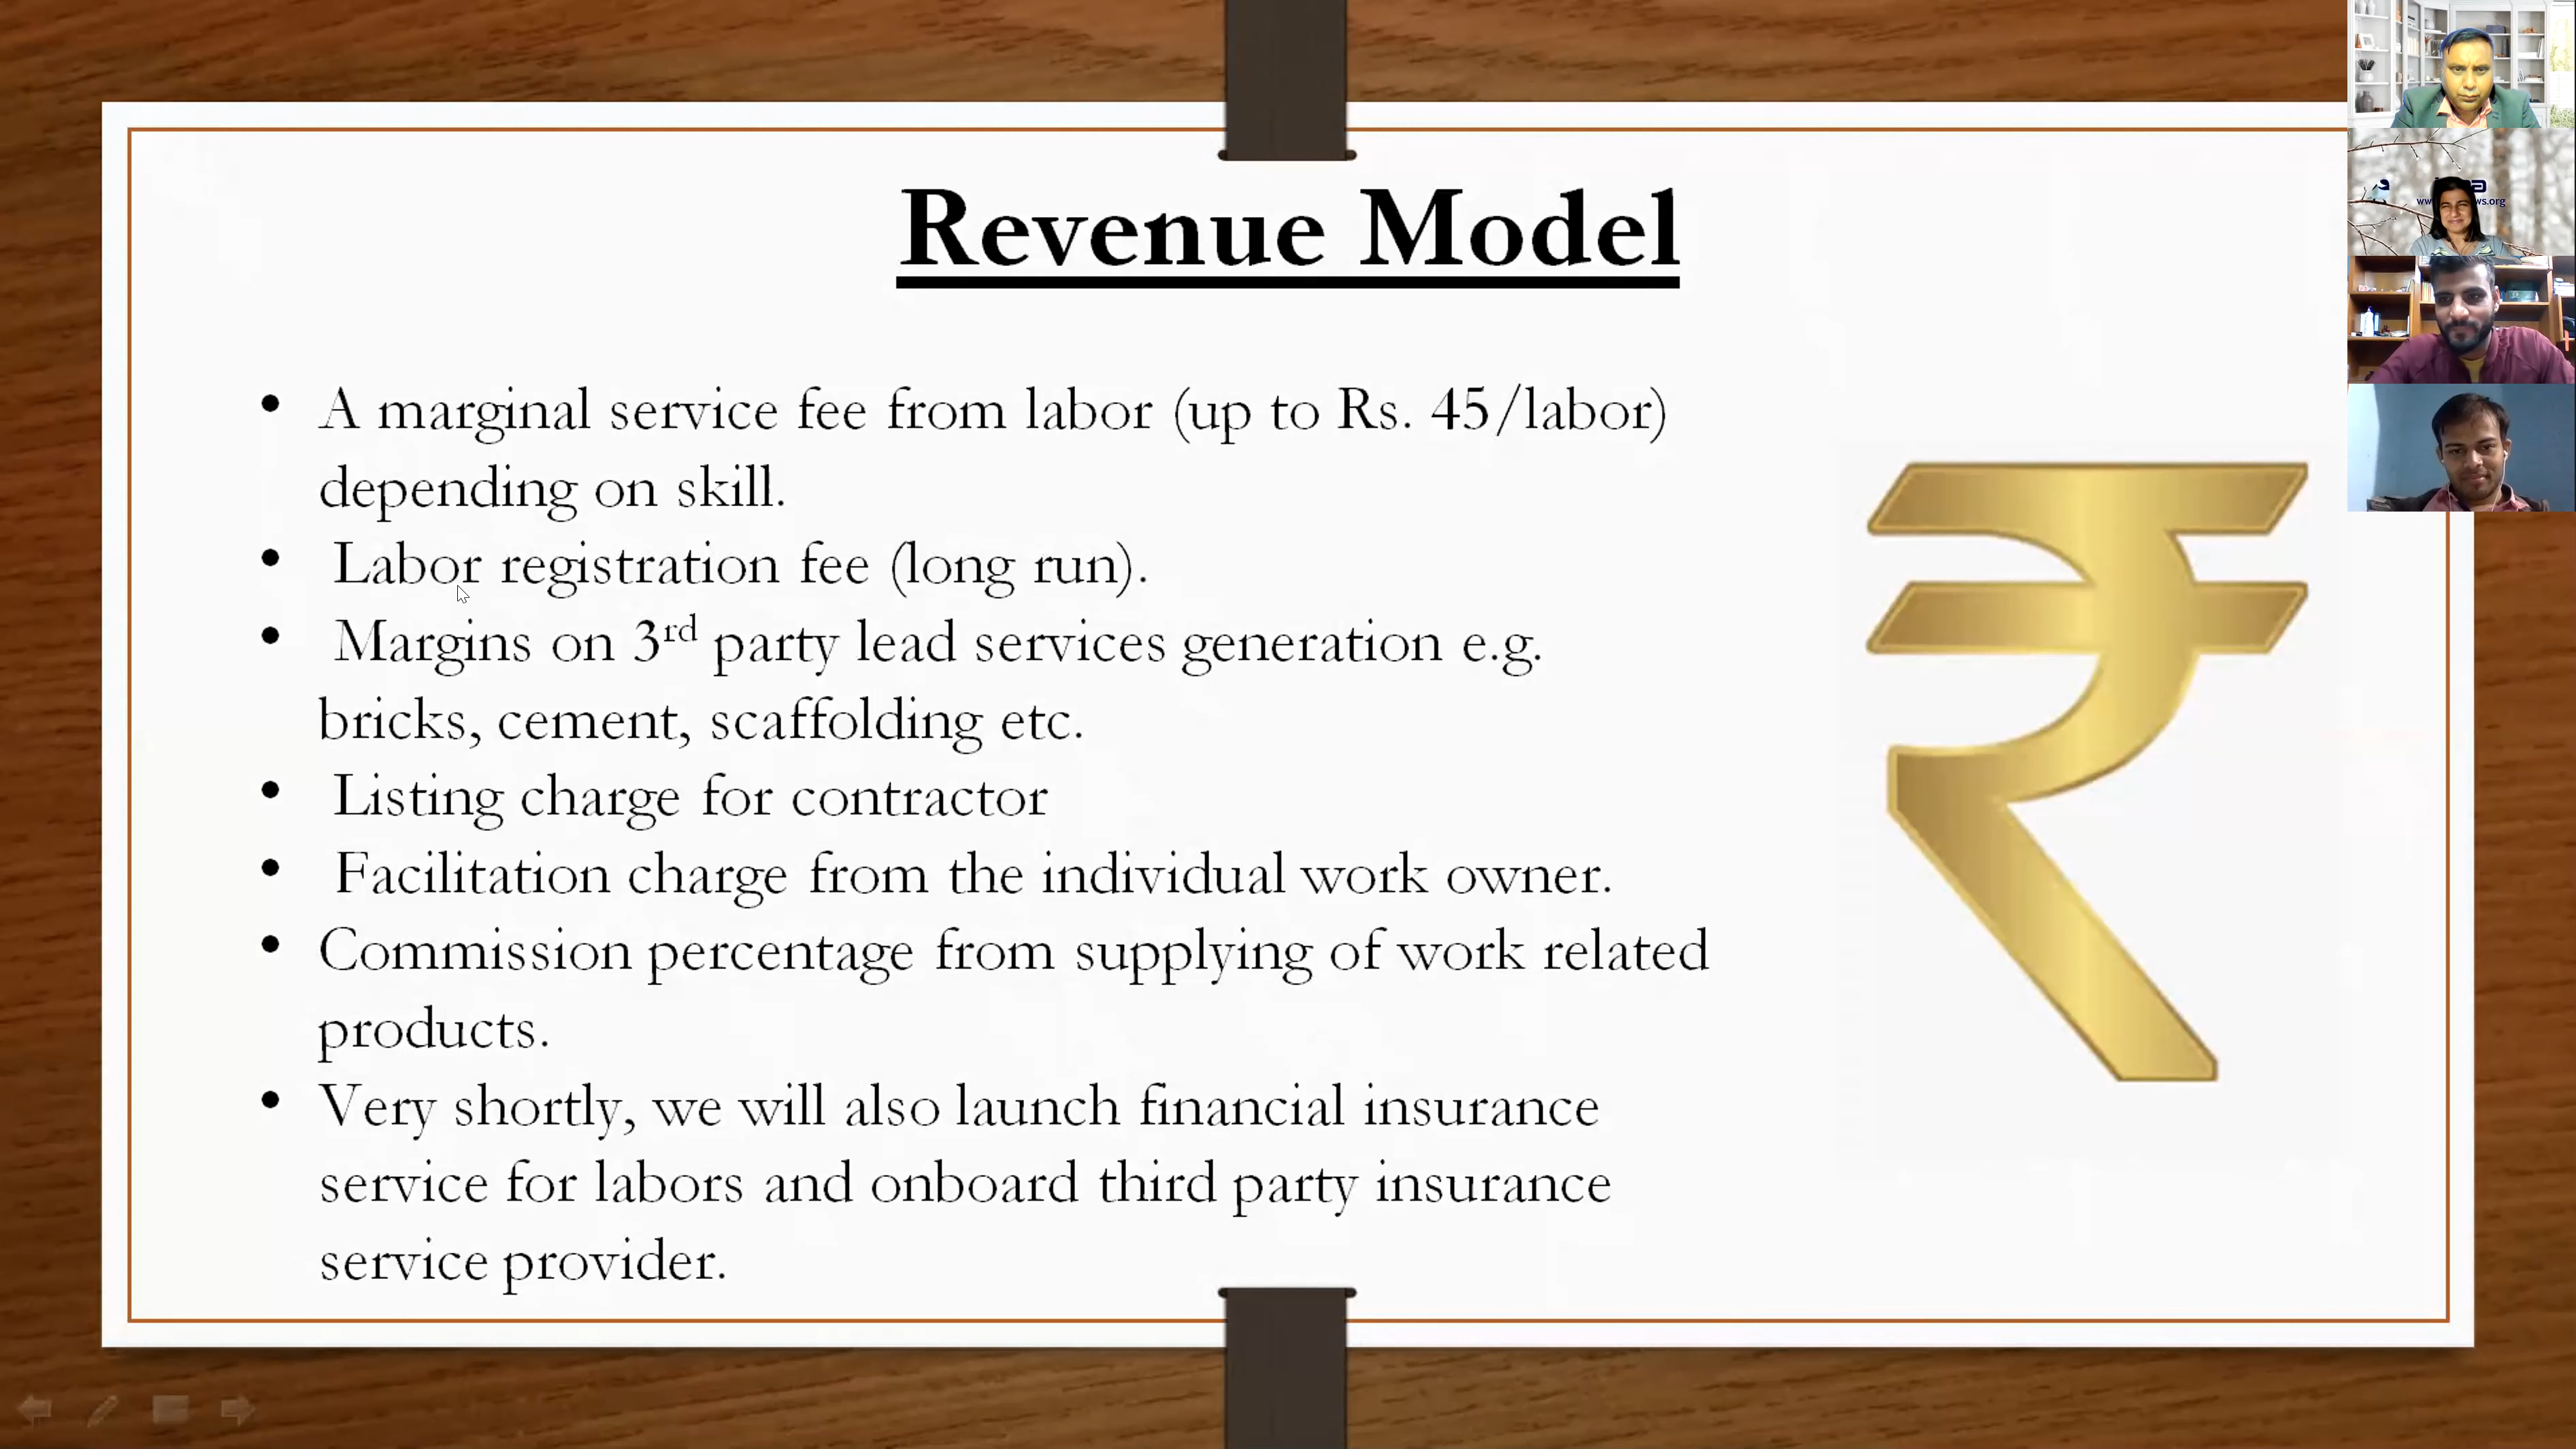 Revenue Model
• A marginal service fee from labor (up to Rs. 45/labor)
depending on skill.
• Labor registration fee (long run).
• Margins on 3rd party lead services generation e.g.
bricks, cement, scaffolding etc.
• Listing charge for contractor
• Facilitation charge from the individual work owner.
• Commission percentage from supplying of work related
products.
• Very shortly, we will also launch financial insurance
service for labors and onboard third party insurance
service provider.